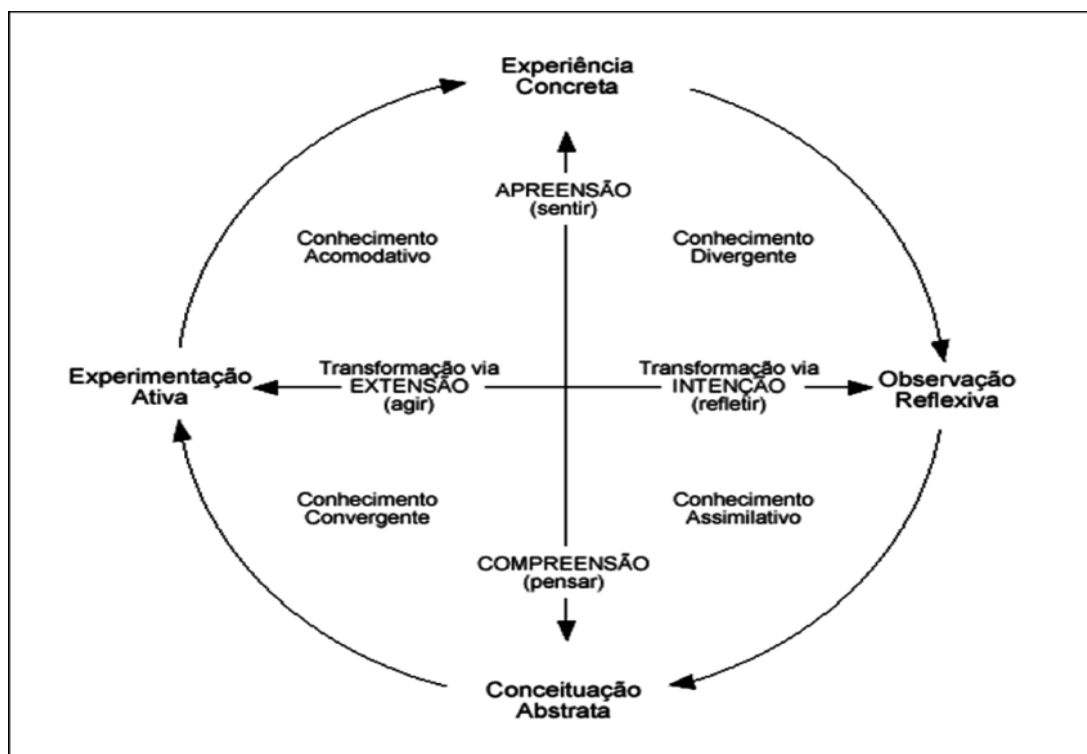 Experiência
Concreta
APREENSÃO
(sentir)
Conhecimento
Acomodativo
Conhecimento
Divergente
Experimentação
Ativa
Transformação via
EXTENSÃO
(agir)
Transformação via
INTENÇÃO
(refletir)
Observação
Reflexiva
Conhecimento
Convergente
Conhecimento
Assimilativo
COMPREENSÃO
(pensar)
Conceituação
Abstrata